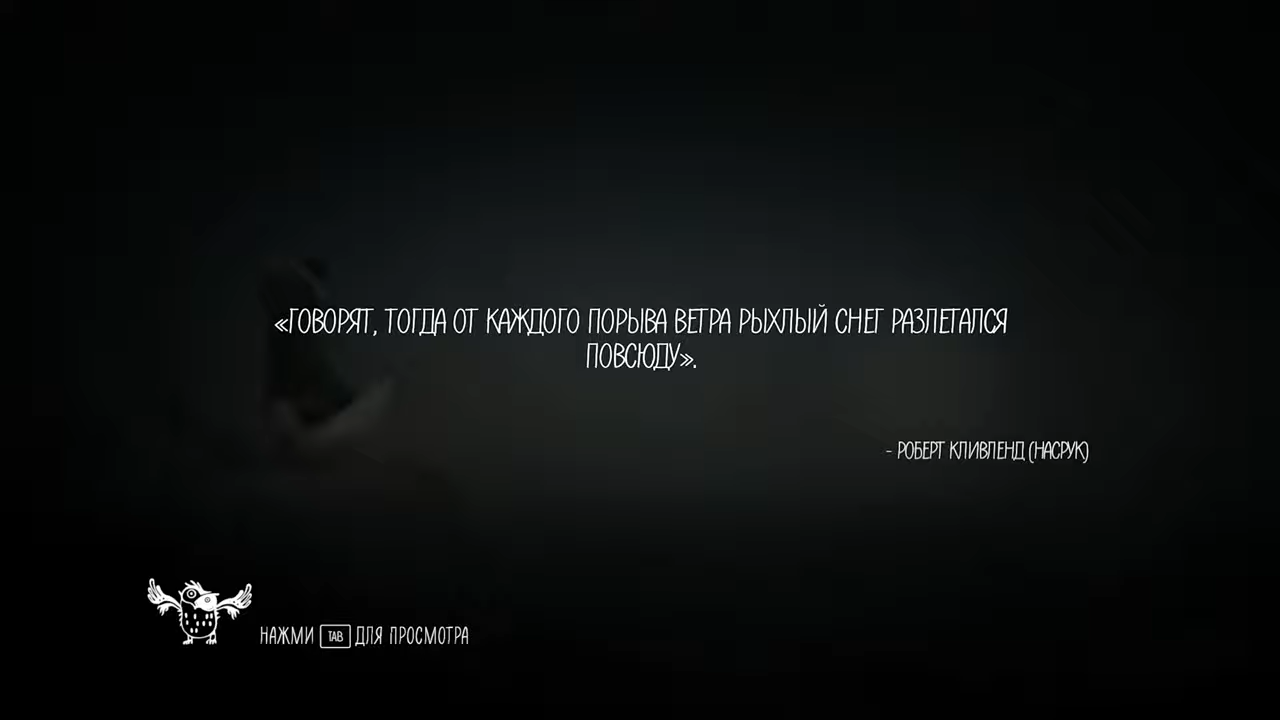 «ГОВОРЯТ, ТОГДА ОТ КАЖДОГО ПОРЫВА ВЕТРА РЫХЛЫЙ СНЕГ РАЗЛЕТАЛСЯ
ПОВСЮДУ».
- РОБЕРТ КЛИВЛЕНД (НАСРУК)
НАЖМИ TAB ДЛЯ ПРОСМОТРА